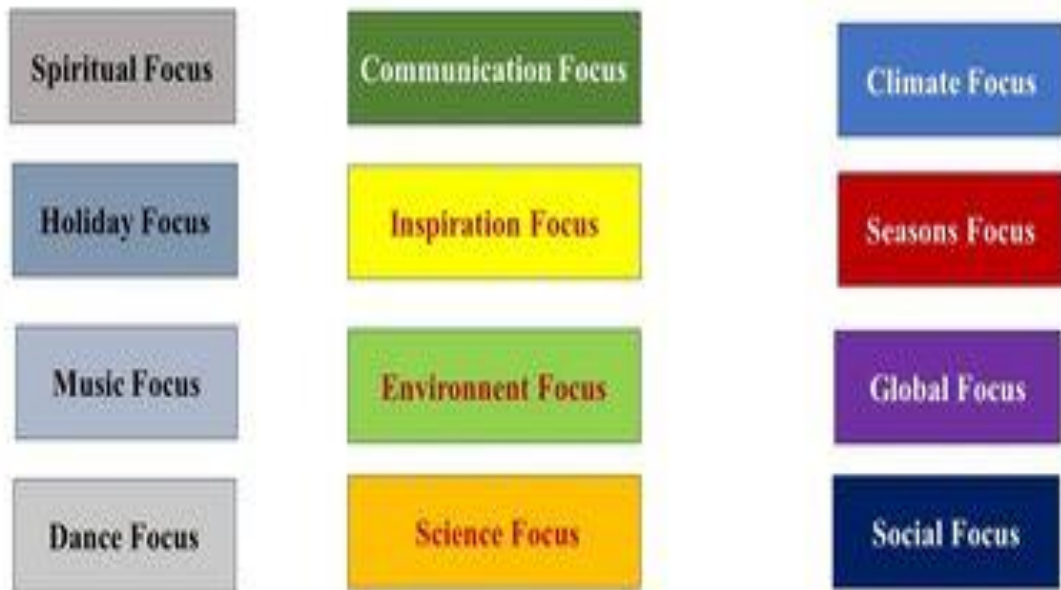 Spiritual Focus
Communication Focus
Climate Focus
Holiday Focus
Inspiration Focus
Seasons Focus
Music Focus
Environnent Focus
Global Focus
Dance Focus
Science Focus
Social Focus